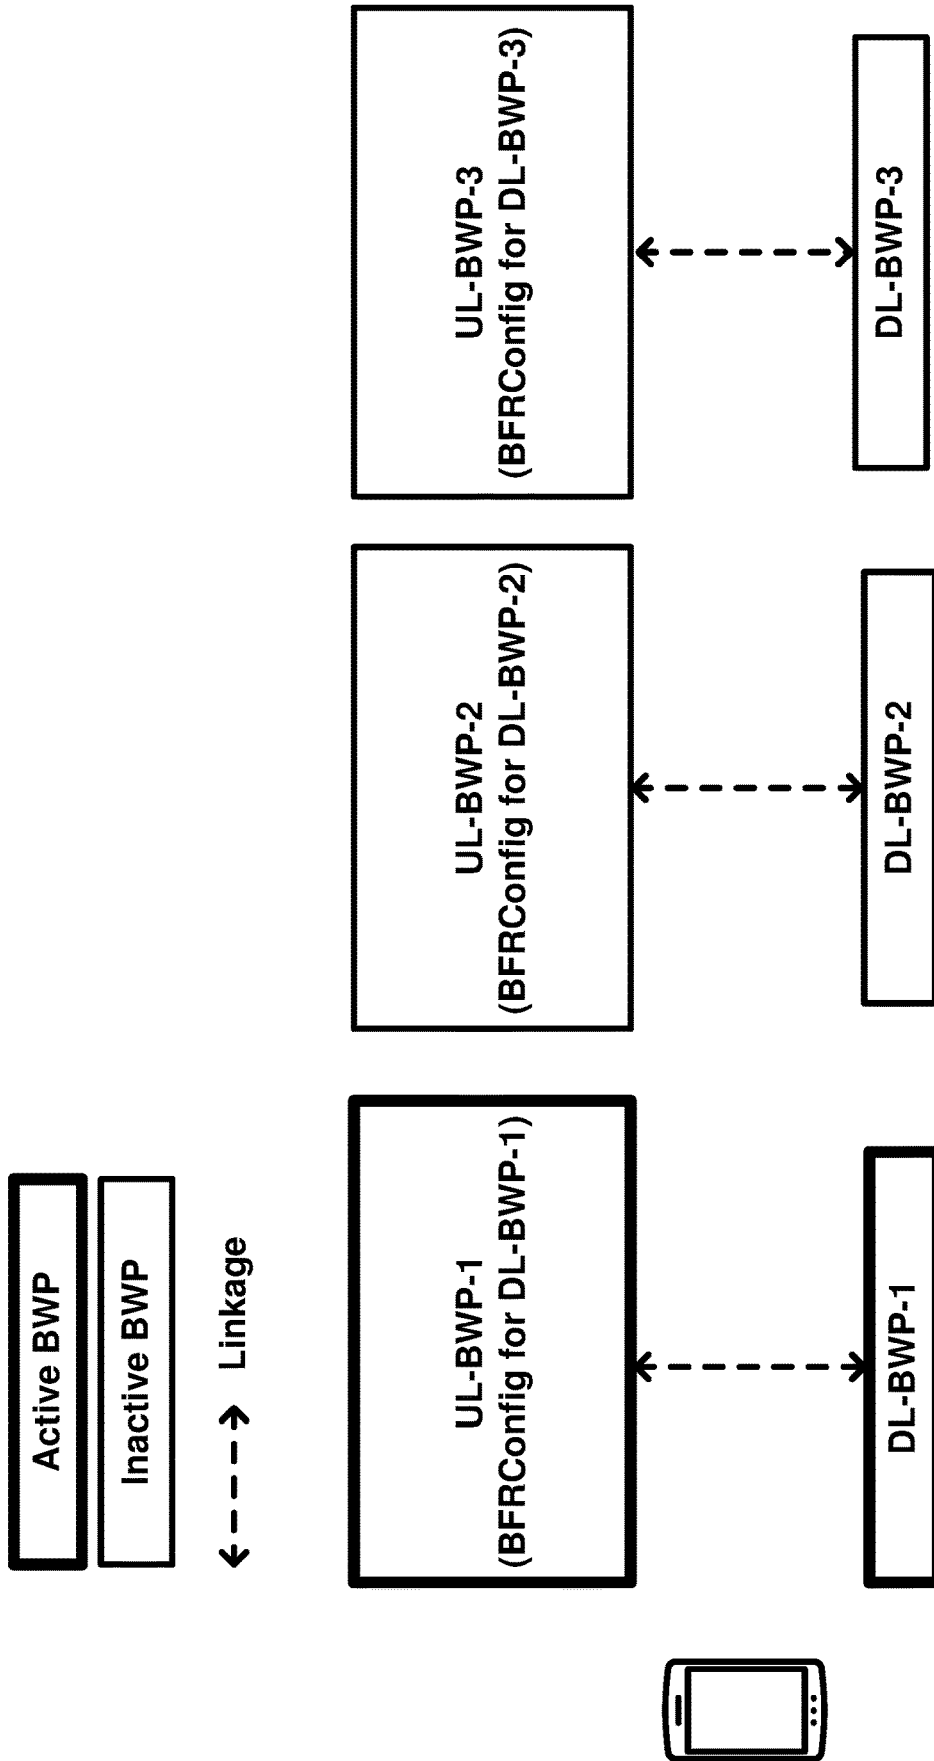 Active BWP
Inactive BWP
Linkage
UL-BWP-1
(BFRConfig for DL-BWP-1)
UL-BWP-2
(BFRConfig for DL-BWP-2)
UL-BWP-3
(BFRConfig for DL-BWP-3)
DL-BWP-1
DL-BWP-2
DL-BWP-3